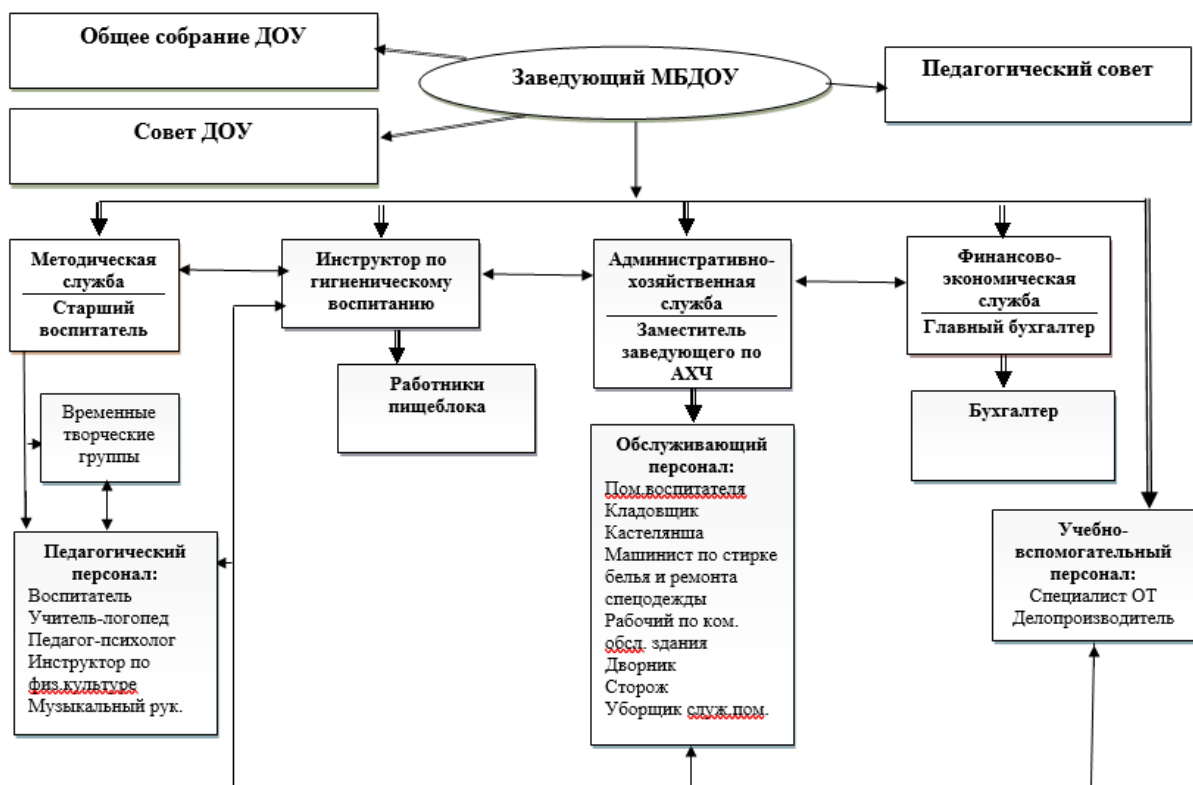 Общее собрание ДОУ
Заведующий МБДОУ
Педагогический совет
Совет ДОУ
Методическая
служба
Старший
воспитатель
Инструктор по
гигиеническому
воспитанию
Административно-
хозяйственная
служба
Заместитель
заведующего по
АХЧ
Финансово-
экономическая
служба
Главный бухгалтер
Работники
пищеблока
Бухгалтер
Временные
творческие
группы
Обслуживающий
персонал:
Пом.воспитателя
Кладовщик
Кастелянша
Машинист по стирке
белья и ремонта
спецодежды
Рабочий по ком.
обсл. здания
Дворник
Сторож
Уборщик служ.пом.
Педагогический
персонал:
Воспитатель
Учитель-логопед
Педагог-психолог
Инструктор по
физ.культуре
Музыкальный рук.
Учебно-
вспомогательный
персонал:
Специалист ОТ
Делопроизводитель